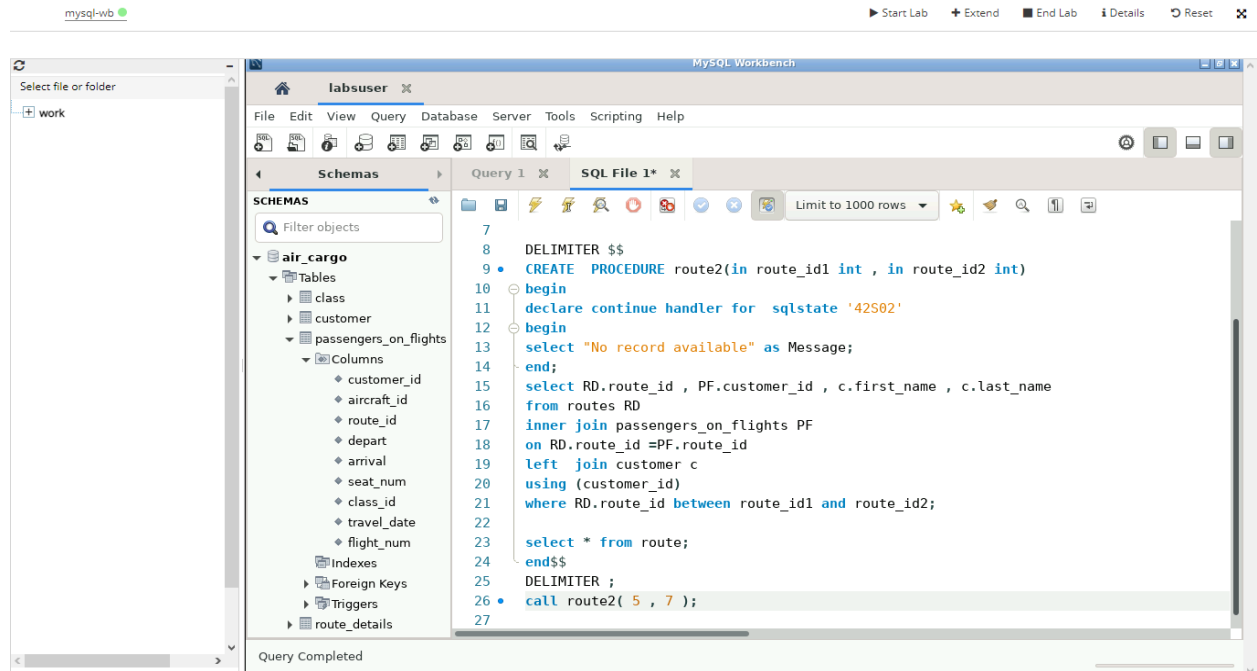 mysql-wb
Start Lab + Extend End Lab i Details Reset
MySQL Workbench
Select file or folder
work
labsuser
File Edit View Query Database Server Tools Scripting Help
Schemas
Query 1 SQL File 1*
SCHEMAS
Filter objects
Limit to 1000 rows
air_cargo
Tables
class
customer
passengers_on_flights
Columns
customer_id
aircraft_id
route_id
depart
arrival
seat_num
class_id
travel_date
flight_num
Indexes
Foreign Keys
Triggers
route_details
7
8 DELIMITER $$
9 CREATE  PROCEDURE route2(in route_id1 int , in route_id2 int)
10 begin
11 declare continue handler for  sqlstate '42S02'
12 begin
13 select "No record available" as Message;
14 end;
15 select RD.route_id , PF.customer_id , c.first_name , c.last_name
16 from routes RD
17 inner join passengers_on_flights PF
18 on RD.route_id =PF.route_id
19 left  join customer c
20 using (customer_id)
21 where RD.route_id between route_id1 and route_id2;
22
23 select * from route;
24 end$$
25 DELIMITER ;
26 call route2( 5 , 7 );
27
Query Completed